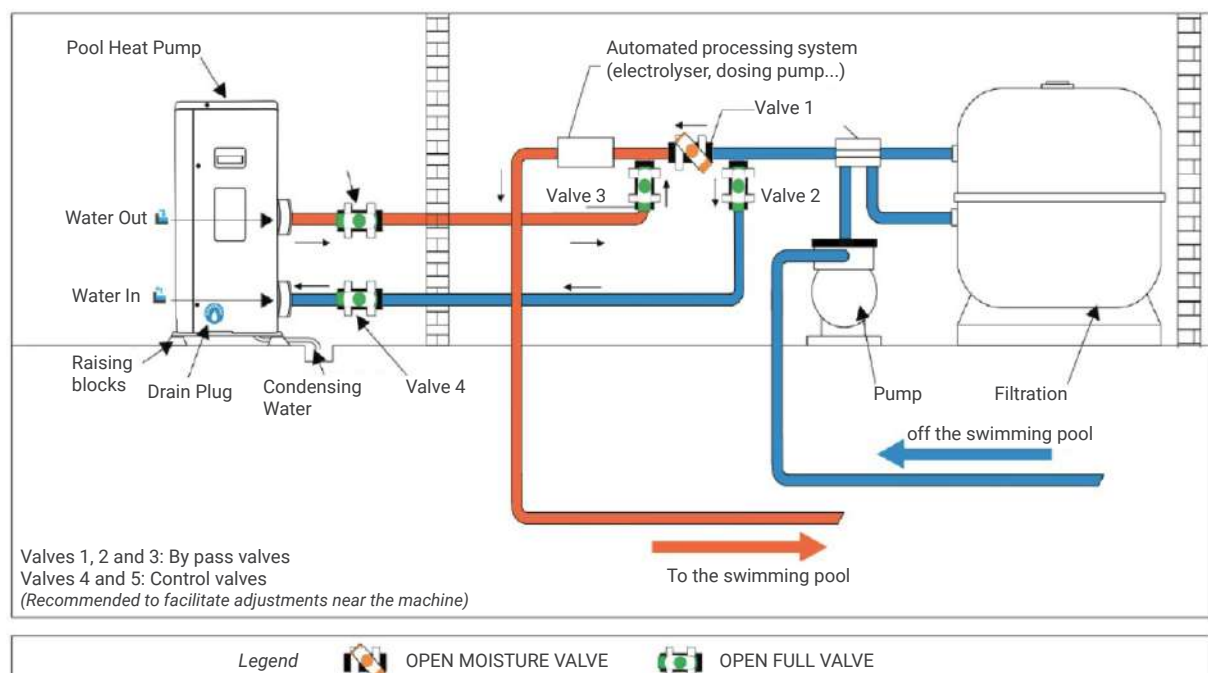 Pool Heat Pump
Automated processing system
(electrolyser, dosing pump...)
Valve 1
Valve 3
Valve 2
Water Out
Water In
Raising
blocks
Drain Plug
Condensing
Water
Valve 4
Pump
Filtration
off the swimming pool
To the swimming pool
Valves 1, 2 and 3: By pass valves
Valves 4 and 5: Control valves
(Recommended to facilitate adjustments near the machine)
Legend
OPEN MOISTURE VALVE
OPEN FULL VALVE